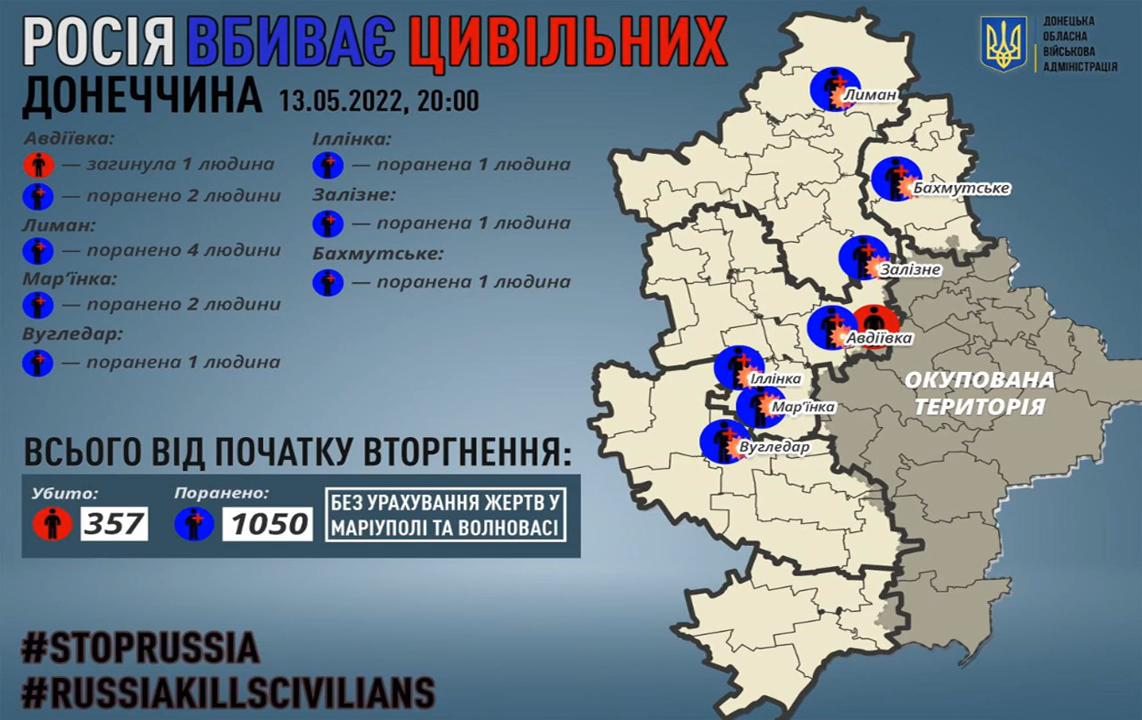 РОСІЯ ВБИВАЄ ЦИВІЛЬНИХ
ДОНЕЧЧИНА 13.05.2022, 20:00
Авдіївка:
— загинула 1 людина
— поранено 2 людини
Лиман:
— поранено 4 людини
Мар'їнка:
— поранено 2 людини
Вугледар:
— поранена 1 людина
Іллінка:
— поранена 1 людина
Залізне:
— поранена 1 людина
Бахмутське:
— поранена 1 людина
ВСЬОГО ВІД ПОЧАТКУ ВТОРГНЕННЯ:
Убито:
357
Поранено:
1050
БЕЗ УРАХУВАННЯ ЖЕРТВ У
МАРІУПОЛІ ТА ВОЛНОВАСІ
#STOPRUSSIA
#RUSSIAKILLSCIVILIANS
ДОНЕЦЬКА
ОБЛАСНА
ВІЙСЬКОВА
АДМІНІСТРАЦІЯ
Лиман
Бахмутське
Залізне
Авдіївка
Іллінка
Мар'їнка
Вугледар
ОКУПОВАНА
ТЕРИТОРІЯ